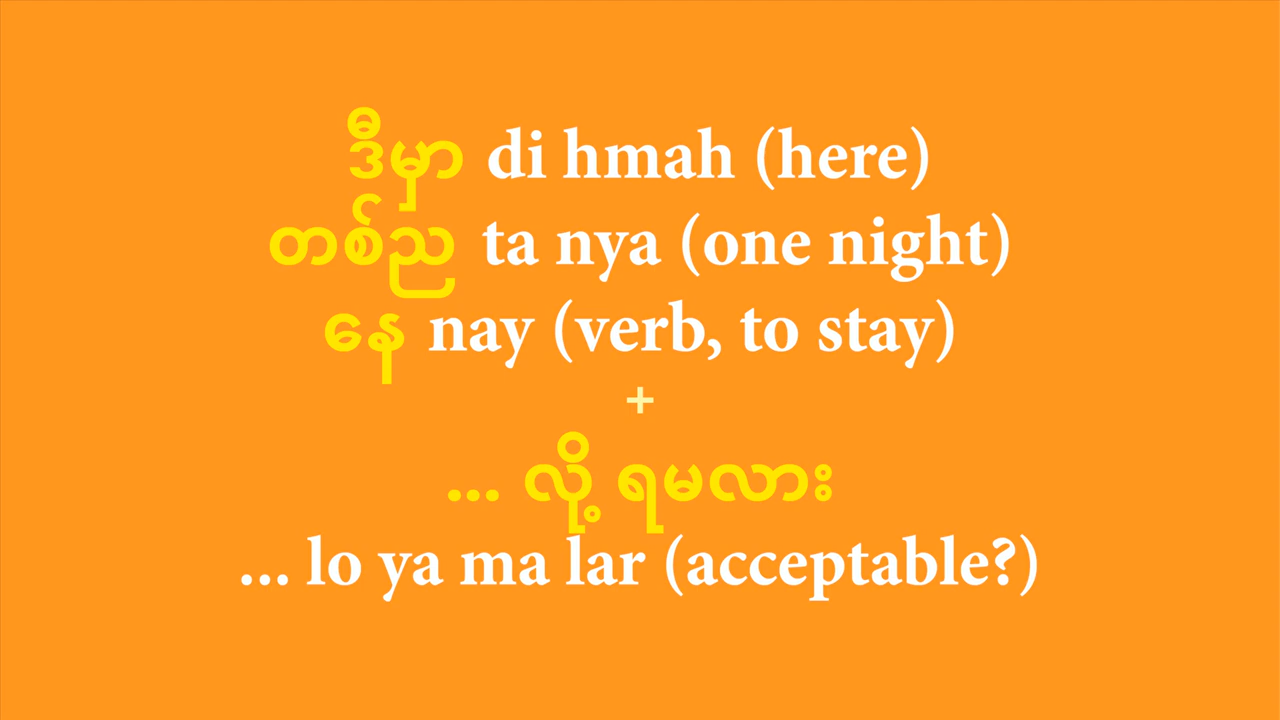 ဒီမှာ di hmah (here)
တစ်ည ta nya (one night)
နေ nay (verb, to stay)
+
... လို့ ရမလား
... lo ya ma lar (acceptable?)